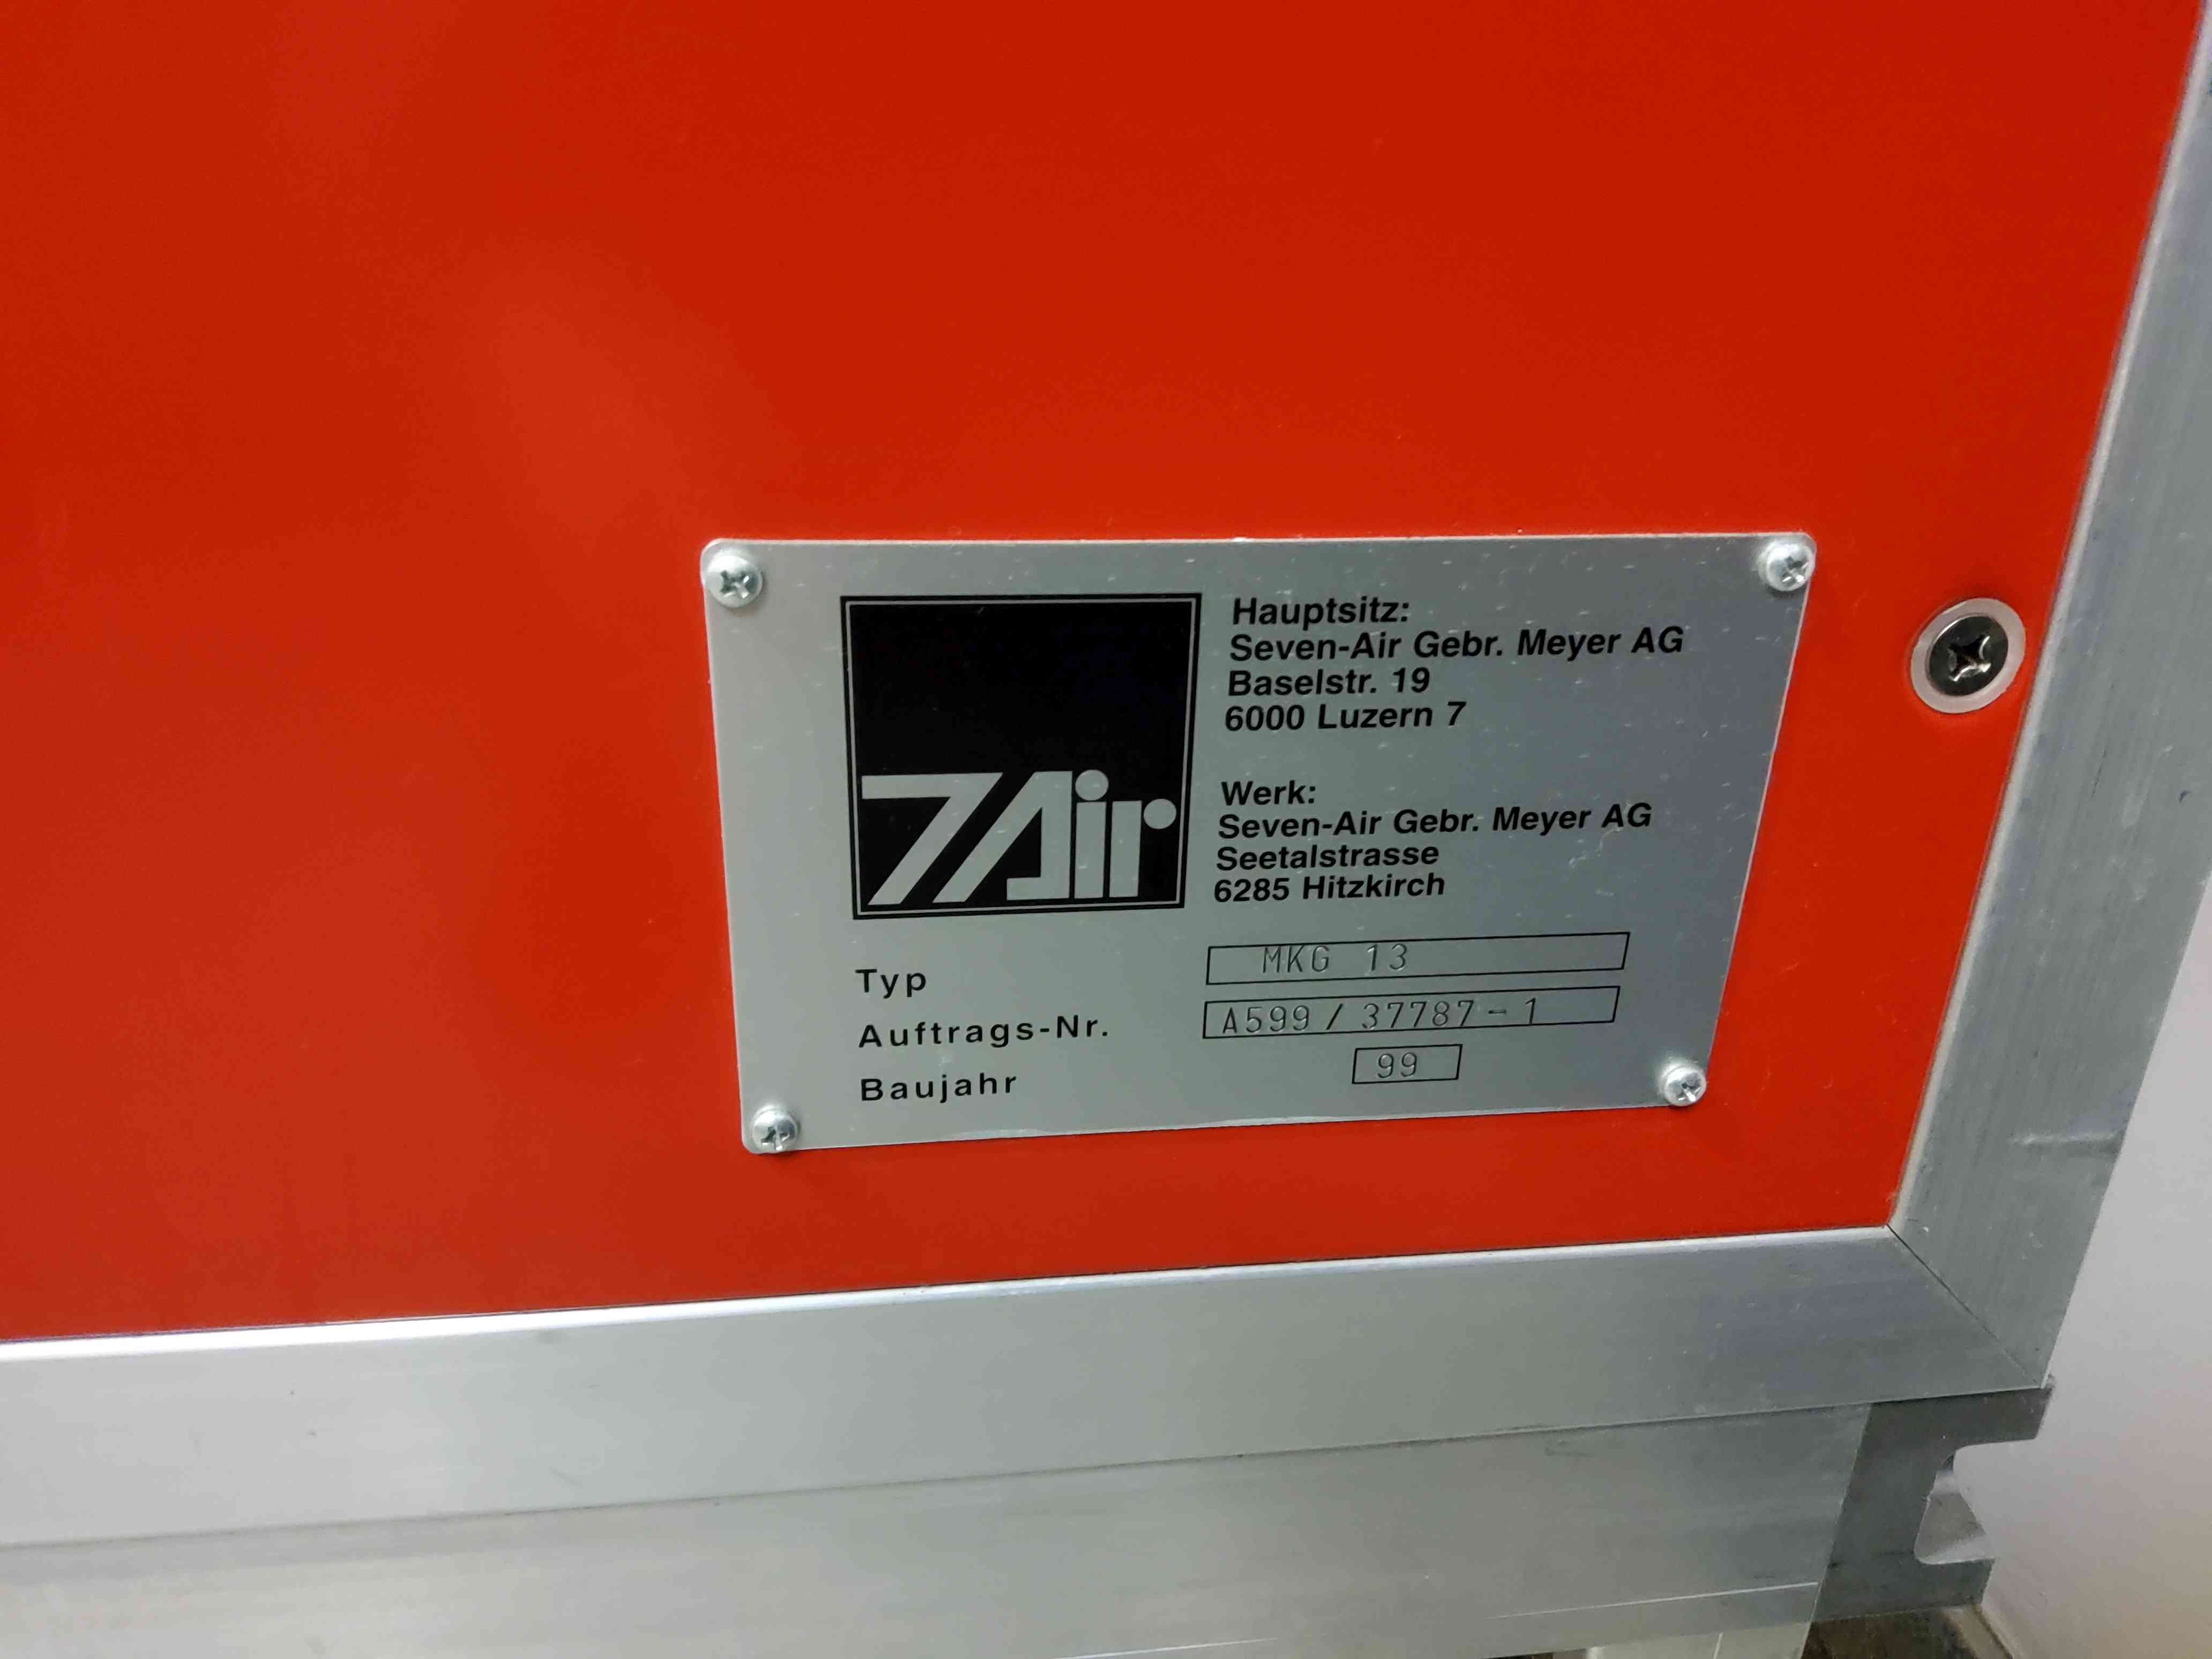 7Air
Hauptsitz:
Seven-Air Gebr. Meyer AG
Baselstr. 19
6000 Luzern 7
Werk:
Seven-Air Gebr. Meyer AG
Seetalstrasse
6285 Hitzkirch
Typ MKG 13
Auftrags-Nr. A599/37787-1
Baujahr 99